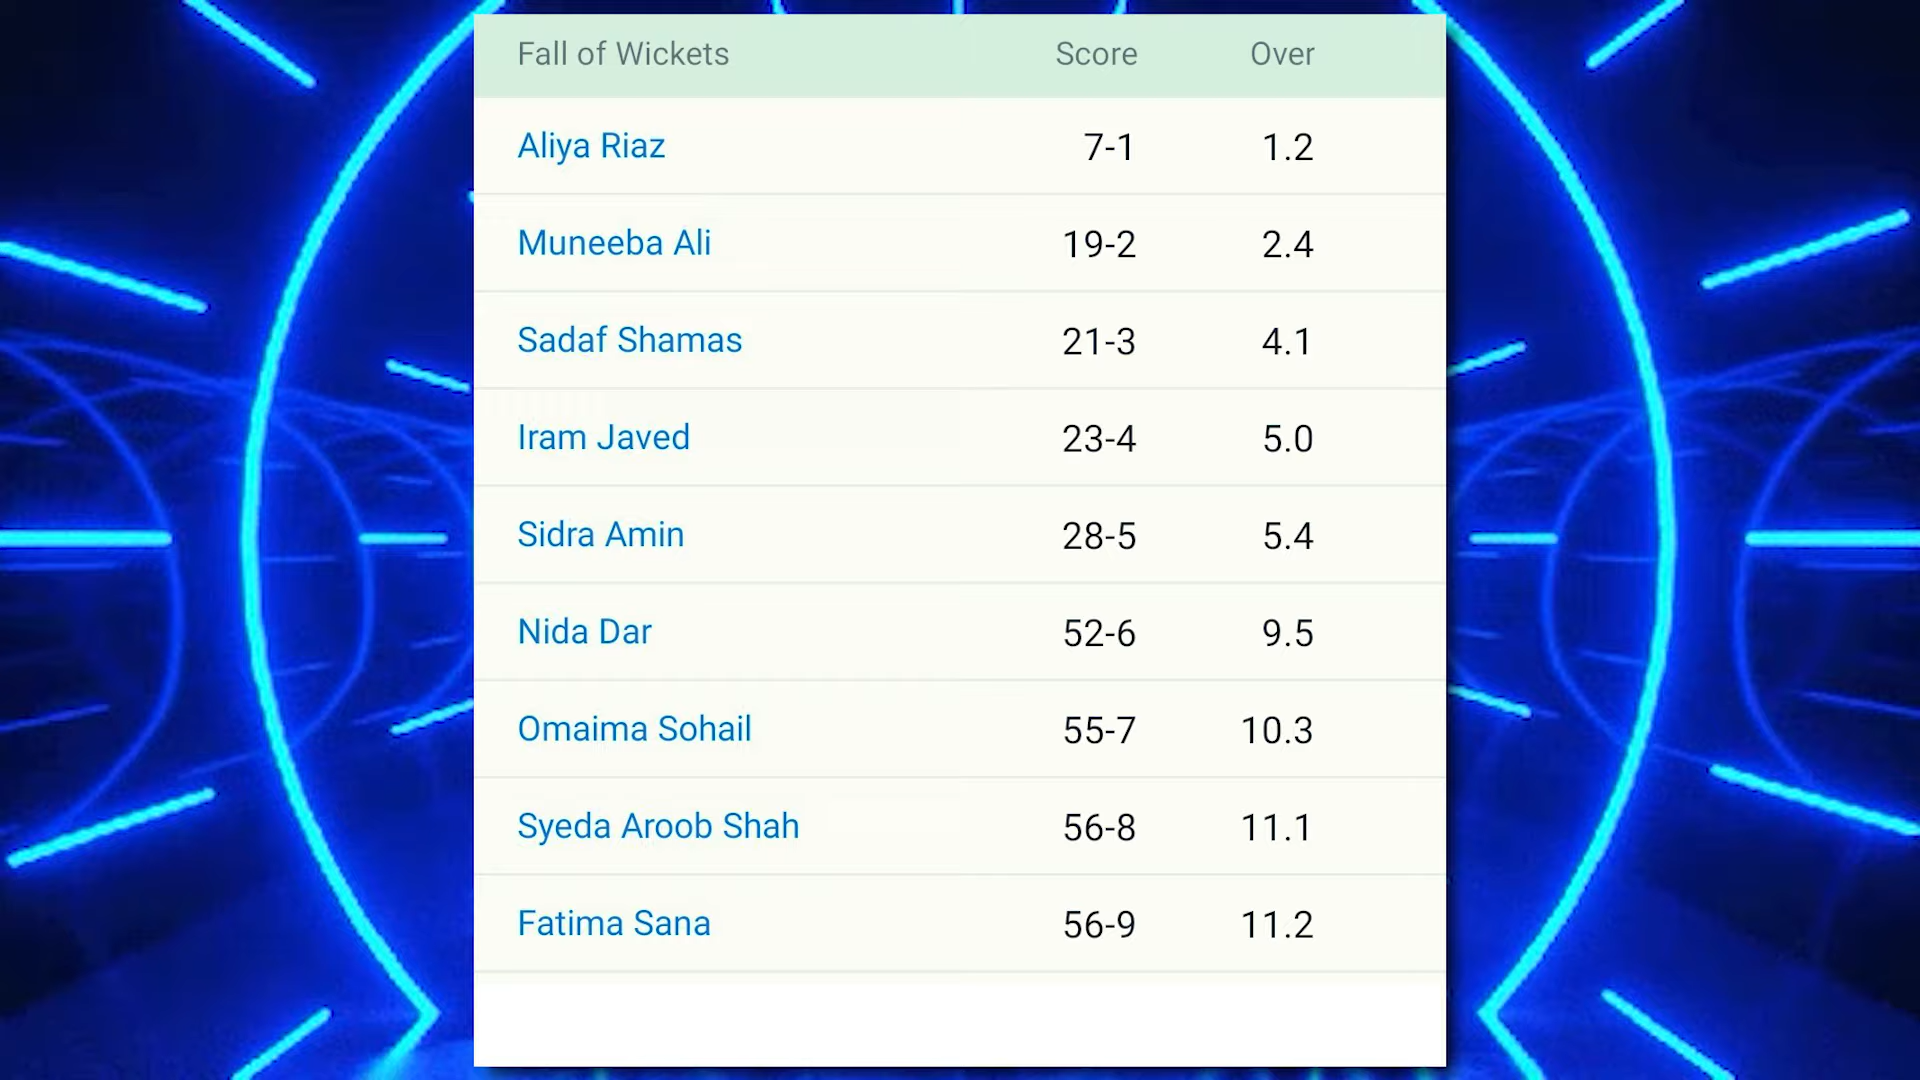 Fall of Wickets Score Over
Aliya Riaz 7-1 1.2
Muneeba Ali 19-2 2.4
Sadaf Shamas 21-3 4.1
Iram Javed 23-4 5.0
Sidra Amin 28-5 5.4
Nida Dar 52-6 9.5
Omaima Sohail 55-7 10.3
Syeda Aroob Shah 56-8 11.1
Fatima Sana 56-9 11.2